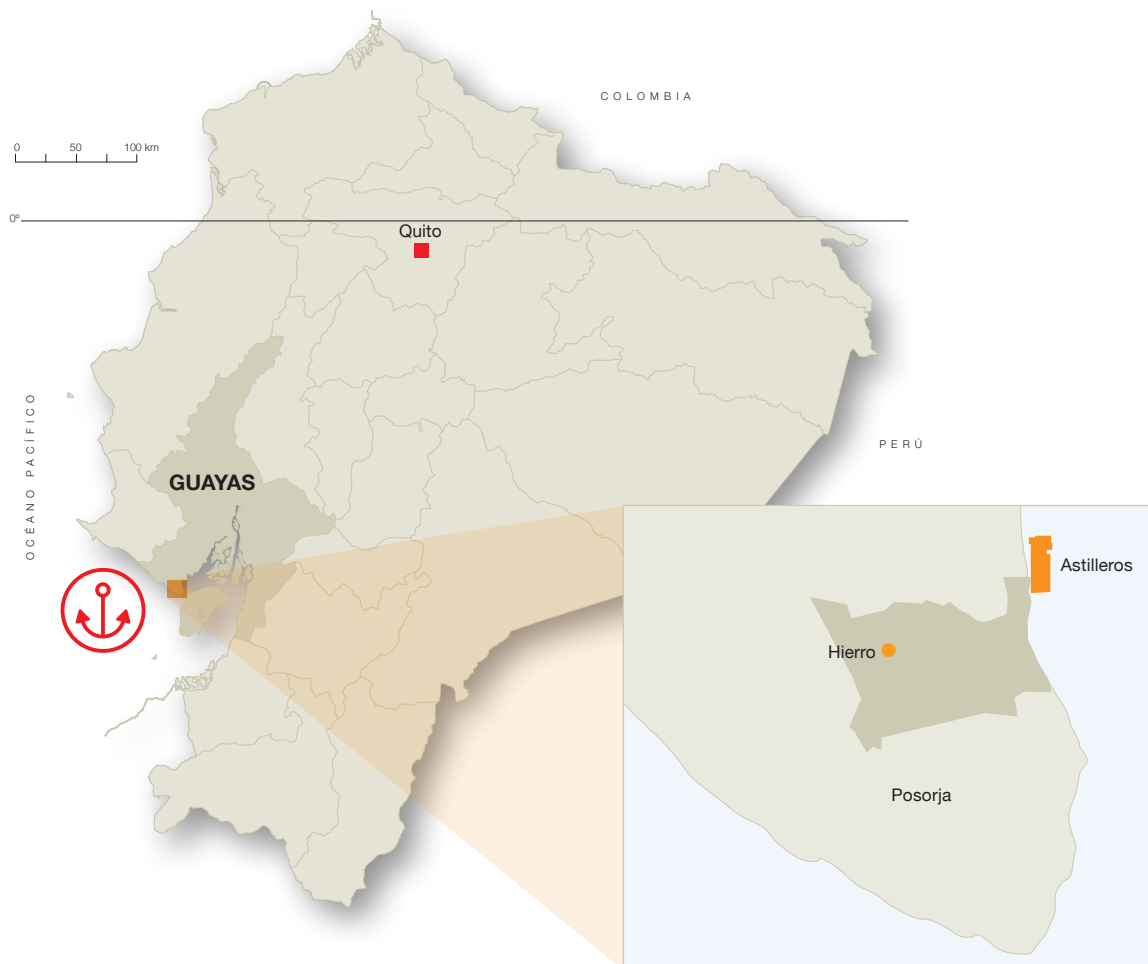 COLOMBIA
0 50 100 km
0º
Quito
OCÉANO PACÍFICO
PERÚ
GUAYAS
Astilleros
Hierro
Posorja